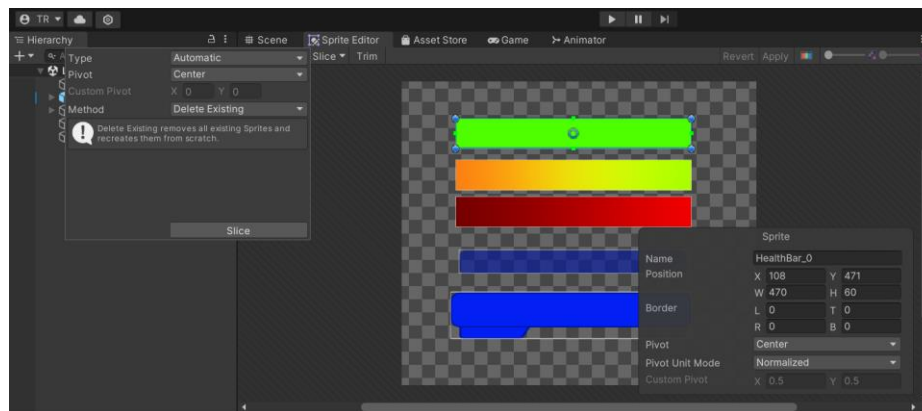 TR
Hierarchy
Scene Sprite Editor Asset Store Game Animator
Slice Trim Revert Apply
Type Automatic
Pivot Center
Custom Pivot X 0 Y 0
Method Delete Existing
Delete Existing removes all existing Sprites and
recreates them from scratch.
Slice
Sprite
Name HealthBar_0
Position X 108 Y 471
W 470 H 60
Border L 0 T 0
R 0 B 0
Pivot Center
Pivot Unit Mode Normalized
Custom Pivot X 0.5 Y 0.5